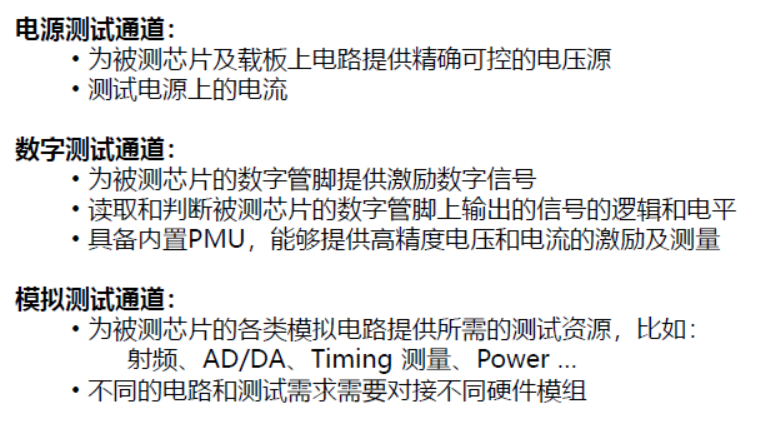 电源测试通道：
• 为被测芯片及载板上电路提供精确可控的电压源
• 测试电源上的电流
数字测试通道：
• 为被测芯片的数字管脚提供激励数字信号
• 读取和判断被测芯片的数字管脚上输出的信号的逻辑和电平
• 具备内置PMU，能够提供高精度电压和电流的激励及测量
模拟测试通道：
• 为被测芯片的各类模拟电路提供所需的测试资源，比如：
射频、AD/DA、Timing 测量、Power ...
• 不同的电路和测试需求需要对接不同硬件模组